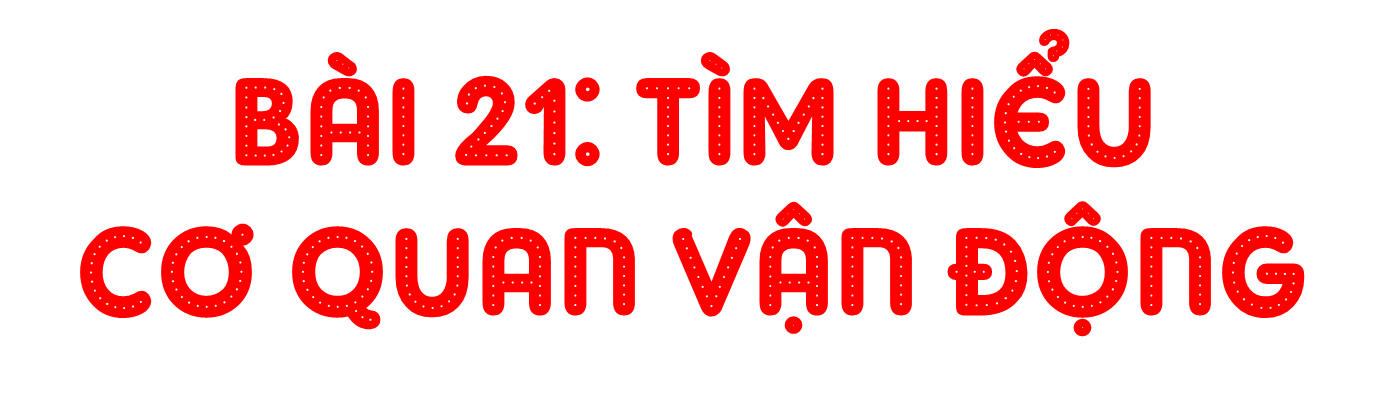 BÀI 21: TÌM HIỂU
CƠ QUAN VẬN ĐỘNG